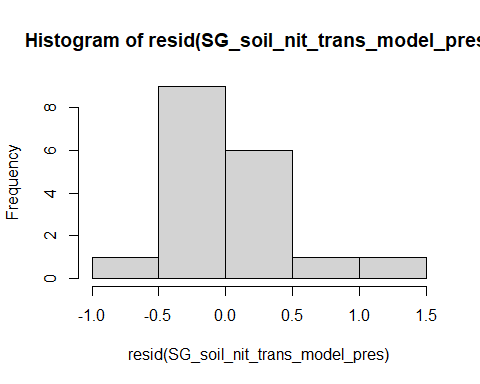 Histogram of resid(SG_soil_nit_trans_model_pres
Frequency
8
6
4
2
0
-1.0 -0.5 0.0 0.5 1.0 1.5
resid(SG_soil_nit_trans_model_pres)